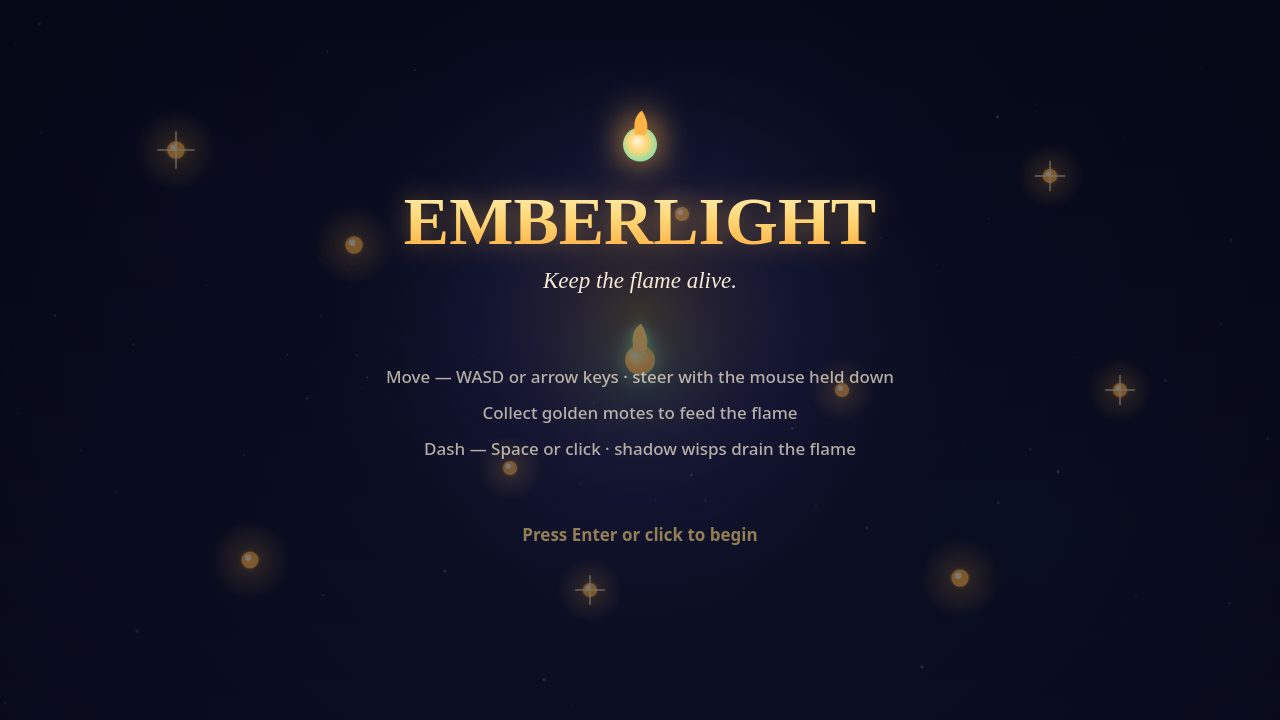 EMBERLIGHT
Keep the flame alive.
Move — WASD or arrow keys · steer with the mouse held down
Collect golden motes to feed the flame
Dash — Space or click · shadow wisps drain the flame
Press Enter or click to begin